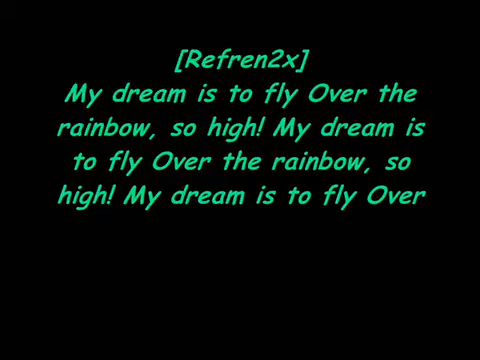 [Refren2x]
My dream is to fly Over the
rainbow, so high! My dream is
to fly Over the rainbow, so
high! My dream is to fly Over